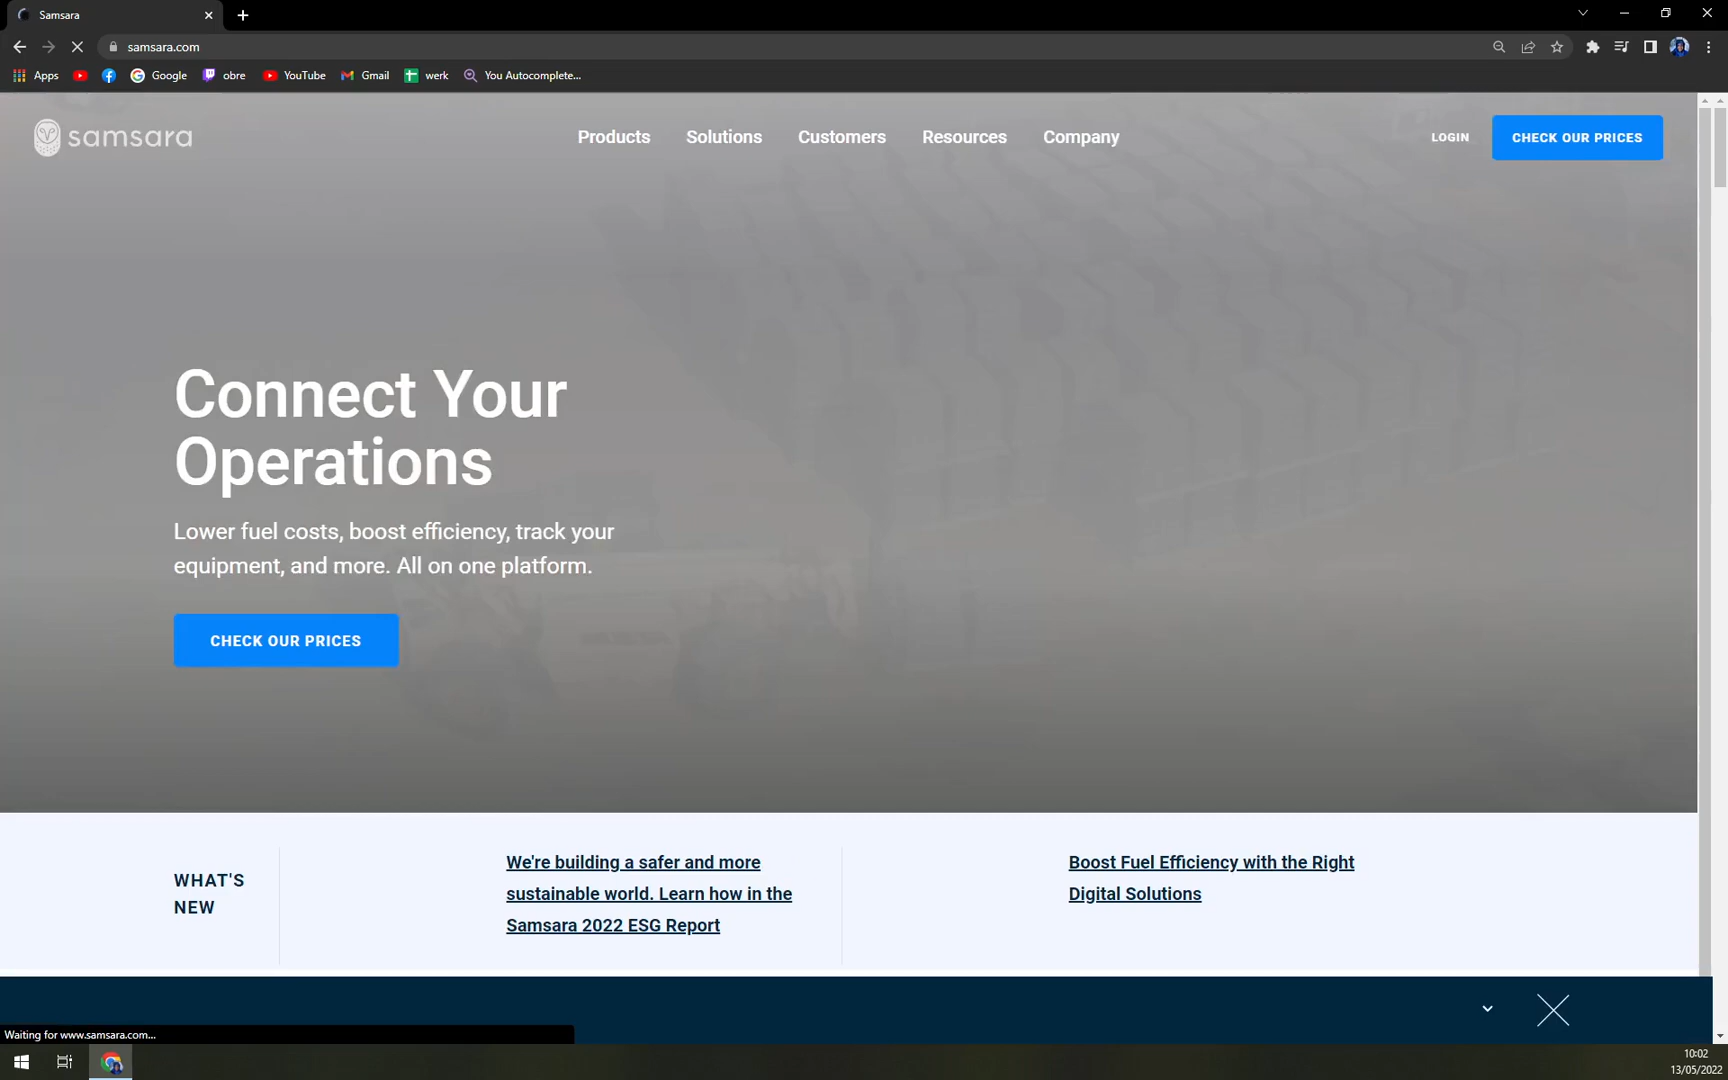 Samsara
samsara.com
Apps
Google
obre
YouTube
Gmail
werk
You Autocomplete...
samsara
Products
Solutions
Customers
Resources
Company
LOGIN
CHECK OUR PRICES
Connect Your
Operations
Lower fuel costs, boost efficiency, track your
equipment, and more. All on one platform.
CHECK OUR PRICES
WHAT'S
NEW
We're building a safer and more
sustainable world. Learn how in the
Samsara 2022 ESG Report
Boost Fuel Efficiency with the Right
Digital Solutions
Waiting for www.samsara.com...
10:02
13/05/2022